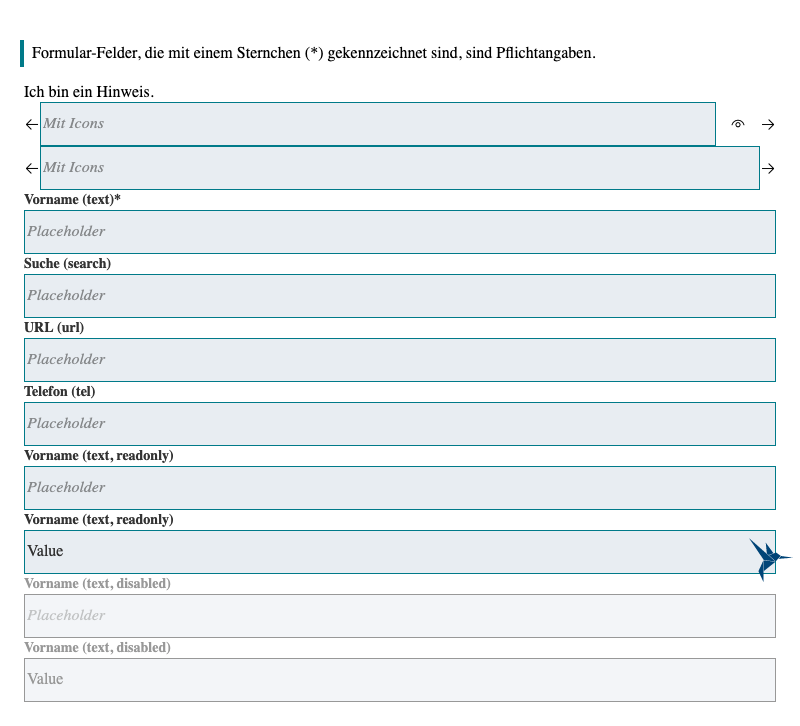 Formular-Felder, die mit einem Sternchen (*) gekennzeichnet sind, sind Pflichtangaben.
Ich bin ein Hinweis.
Mit Icons
Mit Icons
Vorname (text)*
Placeholder
Suche (search)
Placeholder
URL (url)
Placeholder
Telefon (tel)
Placeholder
Vorname (text, readonly)
Placeholder
Vorname (text, readonly)
Value
Vorname (text, disabled)
Placeholder
Vorname (text, disabled)
Value